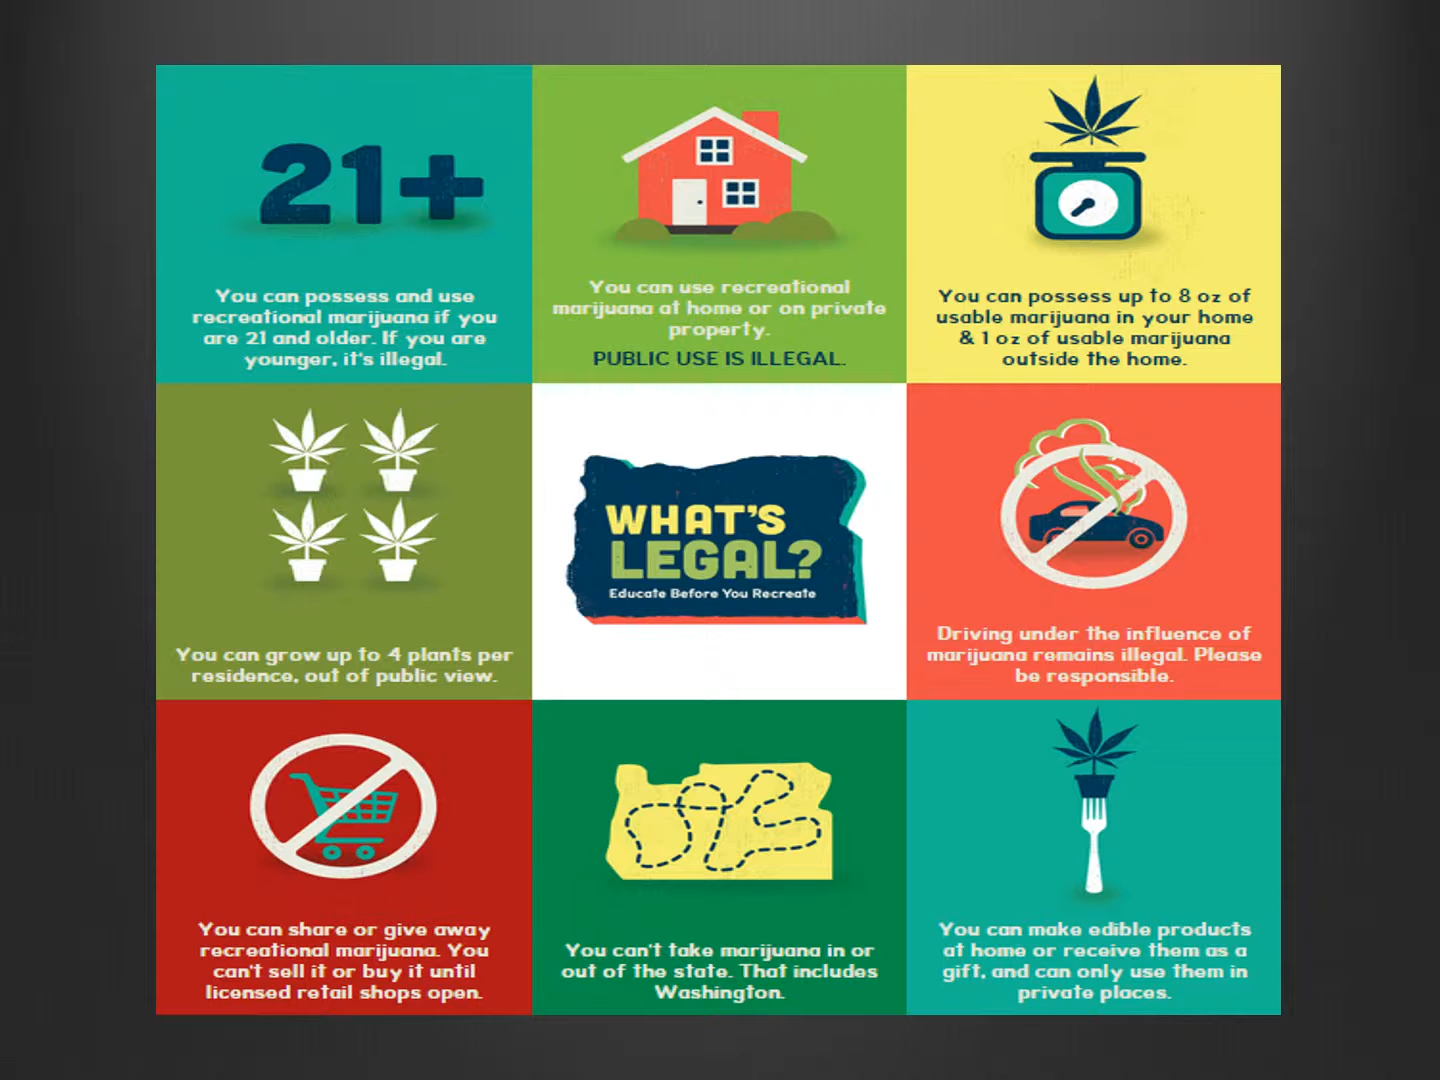 21+
You can possess and use
recreational marijuana if you
are 21 and older. If you are
younger, it's illegal.
You can use recreational
marijuana at home or on private
property.
PUBLIC USE IS ILLEGAL.
You can possess up to 8 oz of
usable marijuana in your home
& 1 oz of usable marijuana
outside the home.
You can grow up to 4 plants per
residence, out of public view.
WHAT'S
LEGAL?
Educate Before You Recreate
Driving under the influence of
marijuana remains illegal. Please
be responsible.
You can share or give away
recreational marijuana. You
can't sell it or buy it until
licensed retail shops open.
You can't take marijuana in or
out of the state. That includes
Washington.
You can make edible products
at home or receive them as a
gift, and can only use them in
private places.